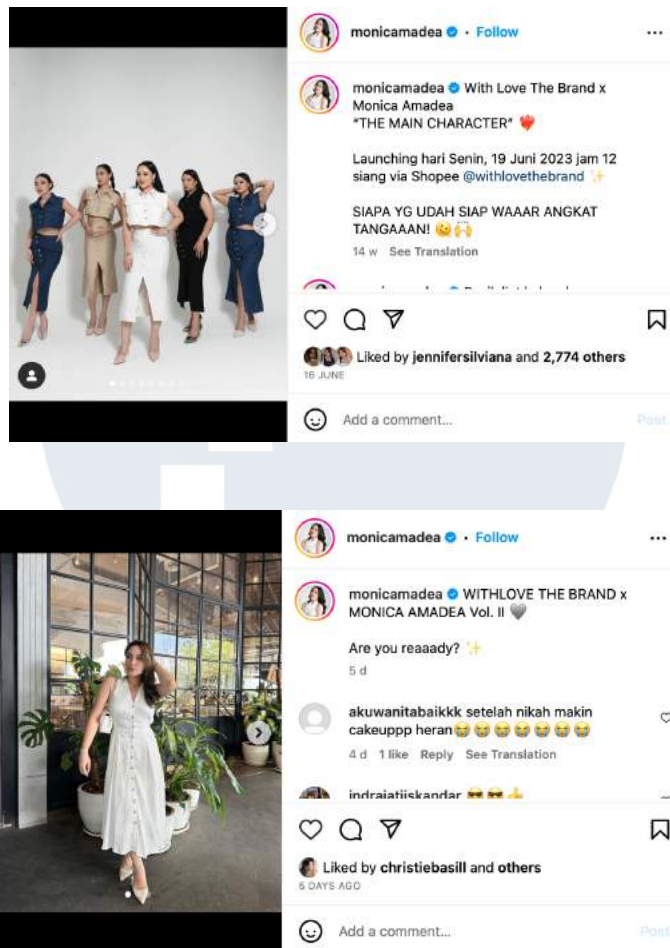 monicamadea • Follow
monicamadea With Love The Brand x
Monica Amadea
“THE MAIN CHARACTER” ❤️‍🔥
Launching hari Senin, 19 Juni 2023 jam 12
siang via Shopee @withlovethebrand ✨
SIAPA YG UDAH SIAP WAAAR ANGKAT
TANGAAAN! 🫠🙌
14 w See Translation
Liked by jennifersilviana and 2,774 others
16 JUNE
Add a comment...
Post
monicamadea • Follow
monicamadea WITHLOVE THE BRAND x
MONICA AMADEA Vol. II 🩶
Are you reaaady? ✨
5 d
akuwanitabaikkk setelah nikah makin
cakeuppp heran😭😭😭😭😭😭😭
4 d 1 like Reply See Translation
indrajatiiskandar 😎😎👍
Liked by christiebasill and others
5 DAYS AGO
Add a comment...
Post